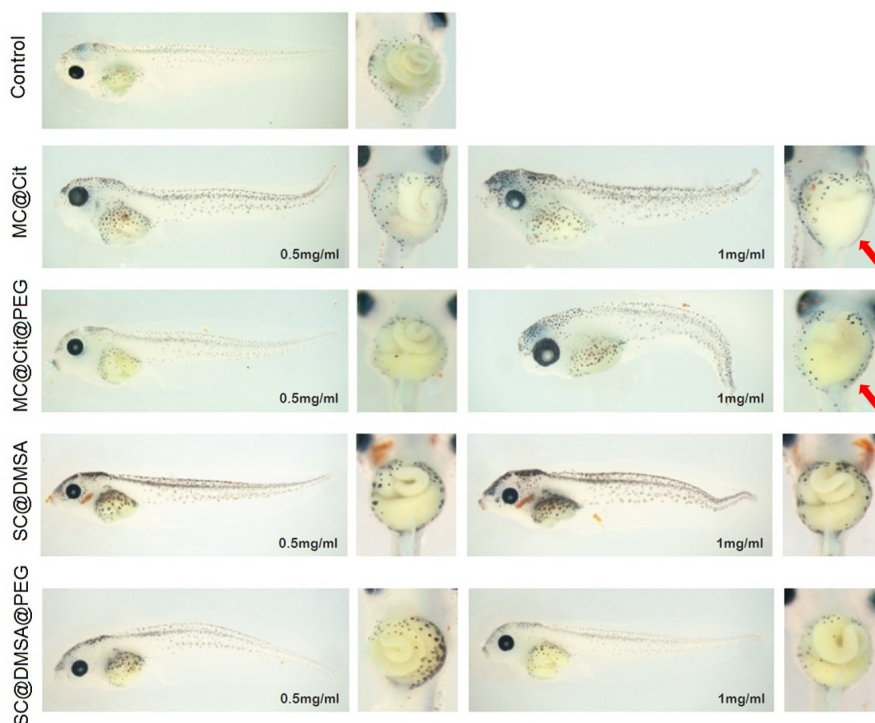 Control
MC@Cit
0.5mg/ml
1mg/ml
MC@Cit@PEG
0.5mg/ml
1mg/ml
SC@DMSA
0.5mg/ml
1mg/ml
SC@DMSA@PEG
0.5mg/ml
1mg/ml